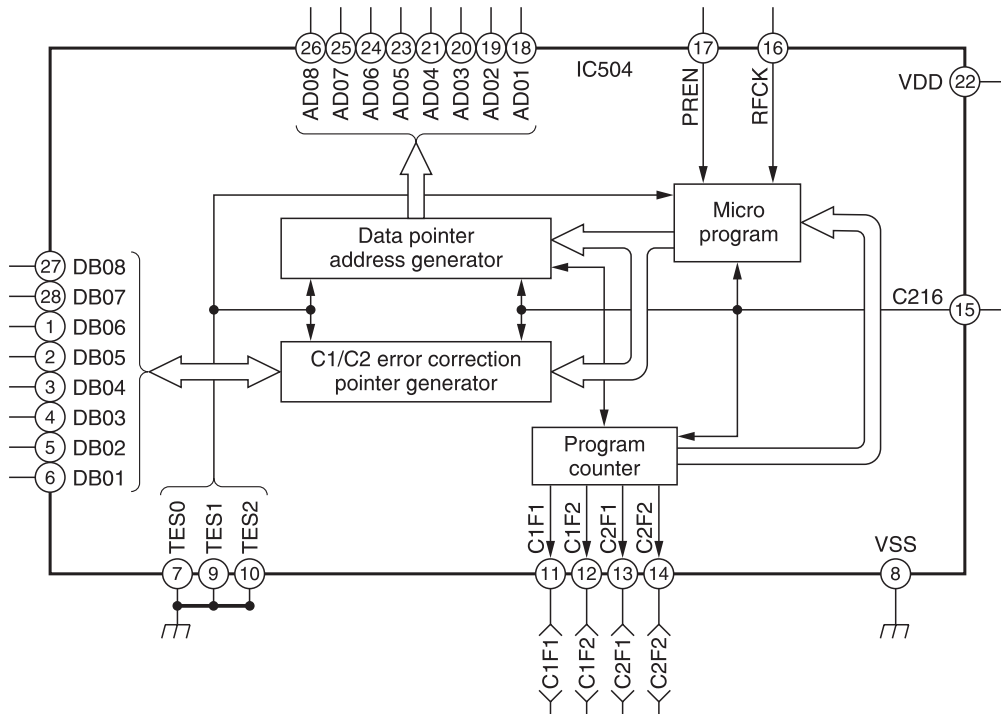 26 25 24 23 21 20 19 18
17 16
IC504
AD08 AD07 AD06 AD05 AD04 AD03 AD02 AD01
PREN RFCK
VDD 22
Micro
program
Data pointer
address generator
27 DB08
28 DB07
1 DB06
2 DB05
3 DB04
4 DB03
5 DB02
6 DB01
C216
15
C1/C2 error correction
pointer generator
Program
counter
TES0 TES1 TES2
C1F1 C1F2 C2F1 C2F2
VSS
7 9 10
11 12 13 14
8
C1F1 C1F2 C2F1 C2F2